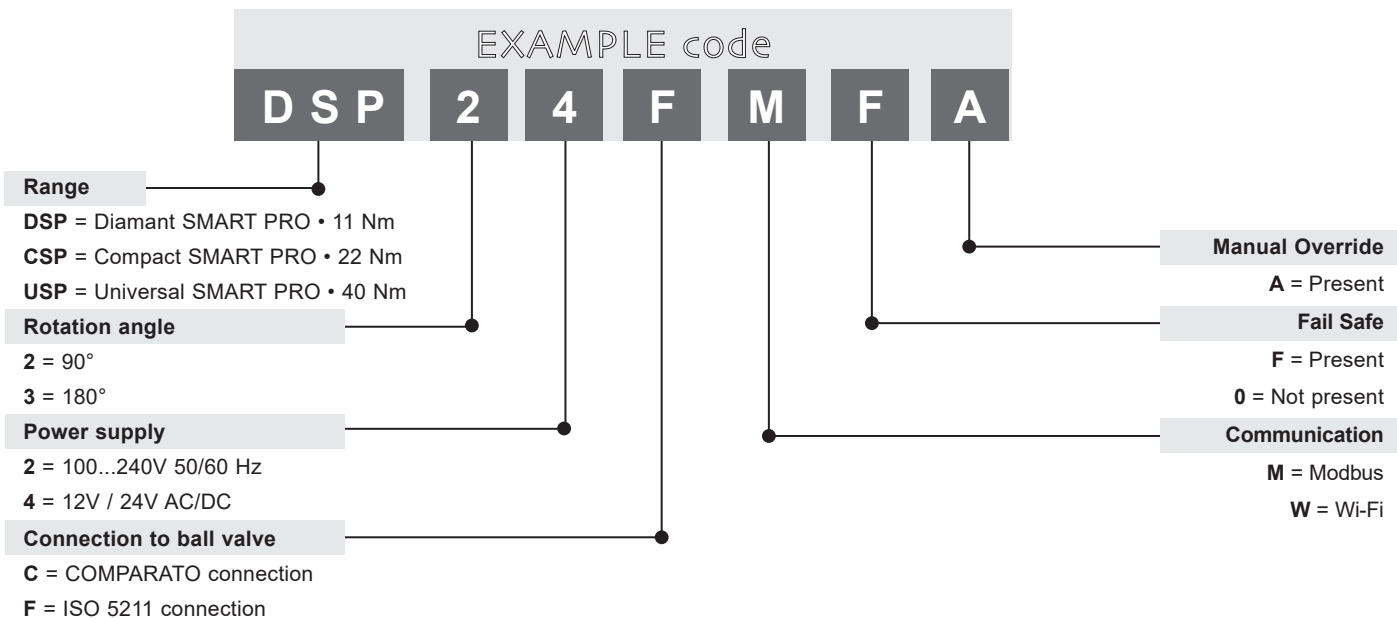 EXAMPLE code
DSP 2 4 F M F A
Range
DSP = Diamant SMART PRO • 11 Nm
CSP = Compact SMART PRO • 22 Nm
USP = Universal SMART PRO • 40 Nm
Rotation angle
2 = 90°
3 = 180°
Power supply
2 = 100...240V 50/60 Hz
4 = 12V / 24V AC/DC
Connection to ball valve
C = COMPARATO connection
F = ISO 5211 connection
Manual Override
A = Present
Fail Safe
F = Present
0 = Not present
Communication
M = Modbus
W = Wi-Fi